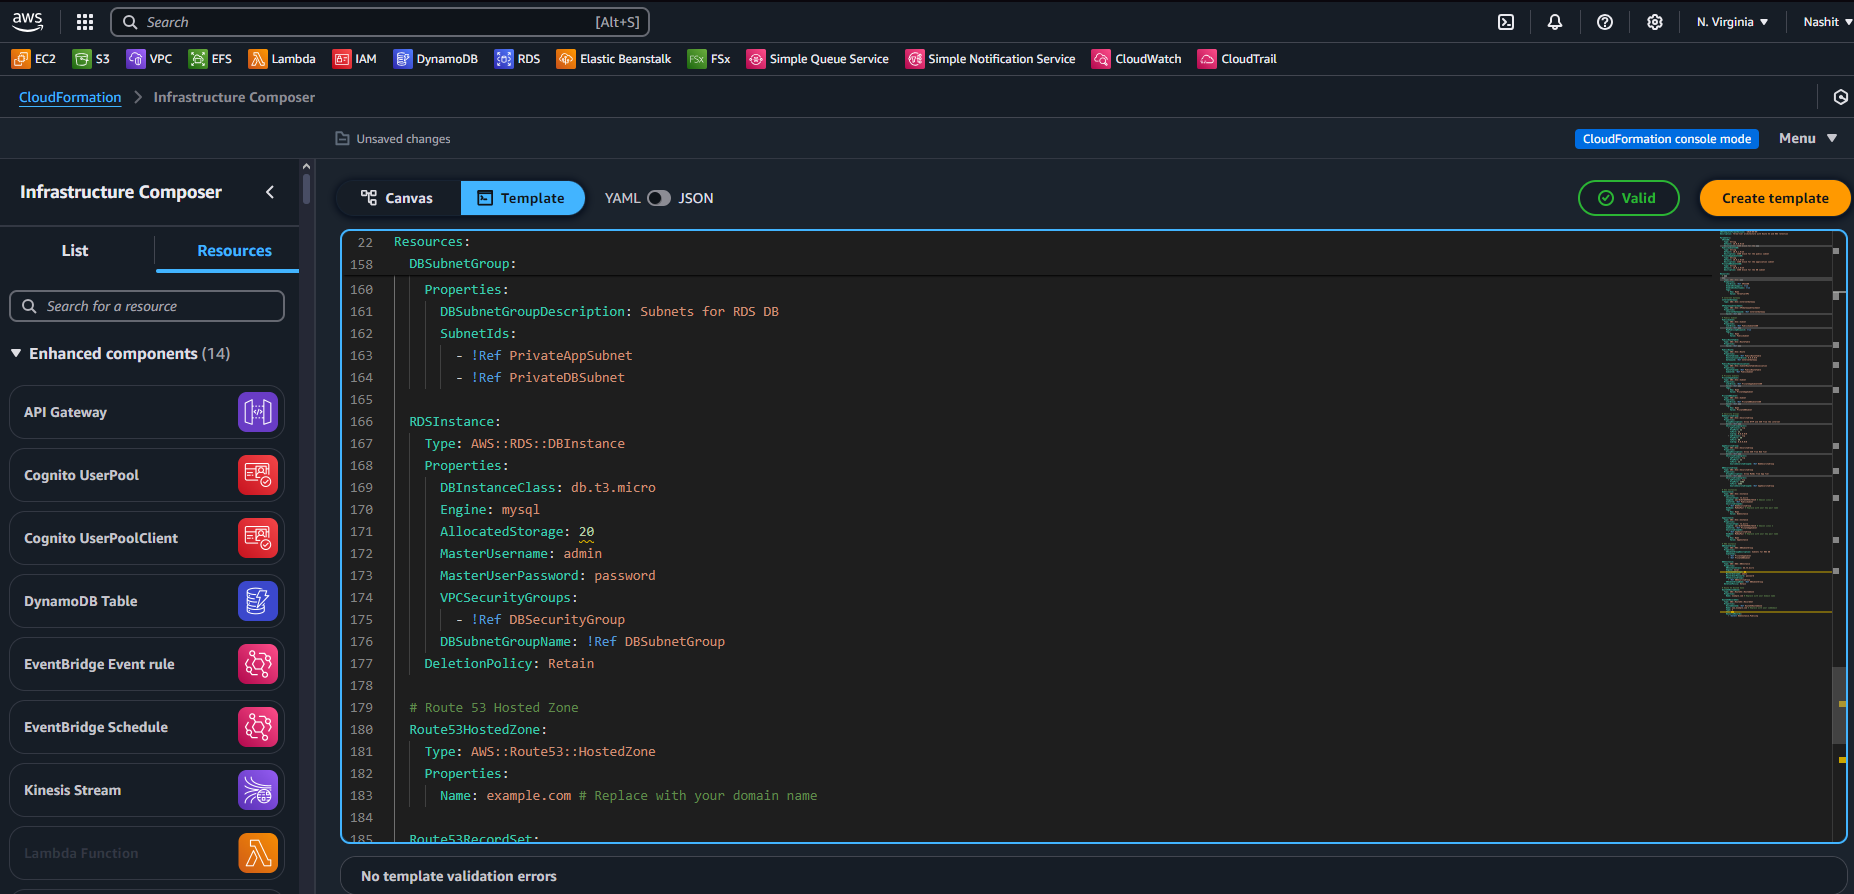 aws
Search [Alt+S]
N. Virginia
Nashit
EC2 S3 VPC EFS Lambda IAM DynamoDB RDS Elastic Beanstalk FSx FSx Simple Queue Service Simple Notification Service CloudWatch CloudTrail
CloudFormation Infrastructure Composer
Unsaved changes
CloudFormation console mode
Menu
Infrastructure Composer
List
Resources
Search for a resource
Enhanced components (14)
API Gateway
Cognito UserPool
Cognito UserPoolClient
DynamoDB Table
EventBridge Event rule
EventBridge Schedule
Kinesis Stream
Lambda Function
Canvas
Template
YAML JSON
Valid
Create template
22 Resources:
158 DBSubnetGroup:
160 Properties:
161 DBSubnetGroupDescription: Subnets for RDS DB
162 SubnetIds:
163 - !Ref PrivateAppSubnet
164 - !Ref PrivateDBSubnet
165
166 RDSInstance:
167 Type: AWS::RDS::DBInstance
168 Properties:
169 DBInstanceClass: db.t3.micro
170 Engine: mysql
171 AllocatedStorage: 20
172 MasterUsername: admin
173 MasterUserPassword: password
174 VPCSecurityGroups:
175 - !Ref DBSecurityGroup
176 DBSubnetGroupName: !Ref DBSubnetGroup
177 DeletionPolicy: Retain
178
179 # Route 53 Hosted Zone
180 Route53HostedZone:
181 Type: AWS::Route53::HostedZone
182 Properties:
183 Name: example.com # Replace with your domain name
184
185 Route53RecordSet:
No template validation errors